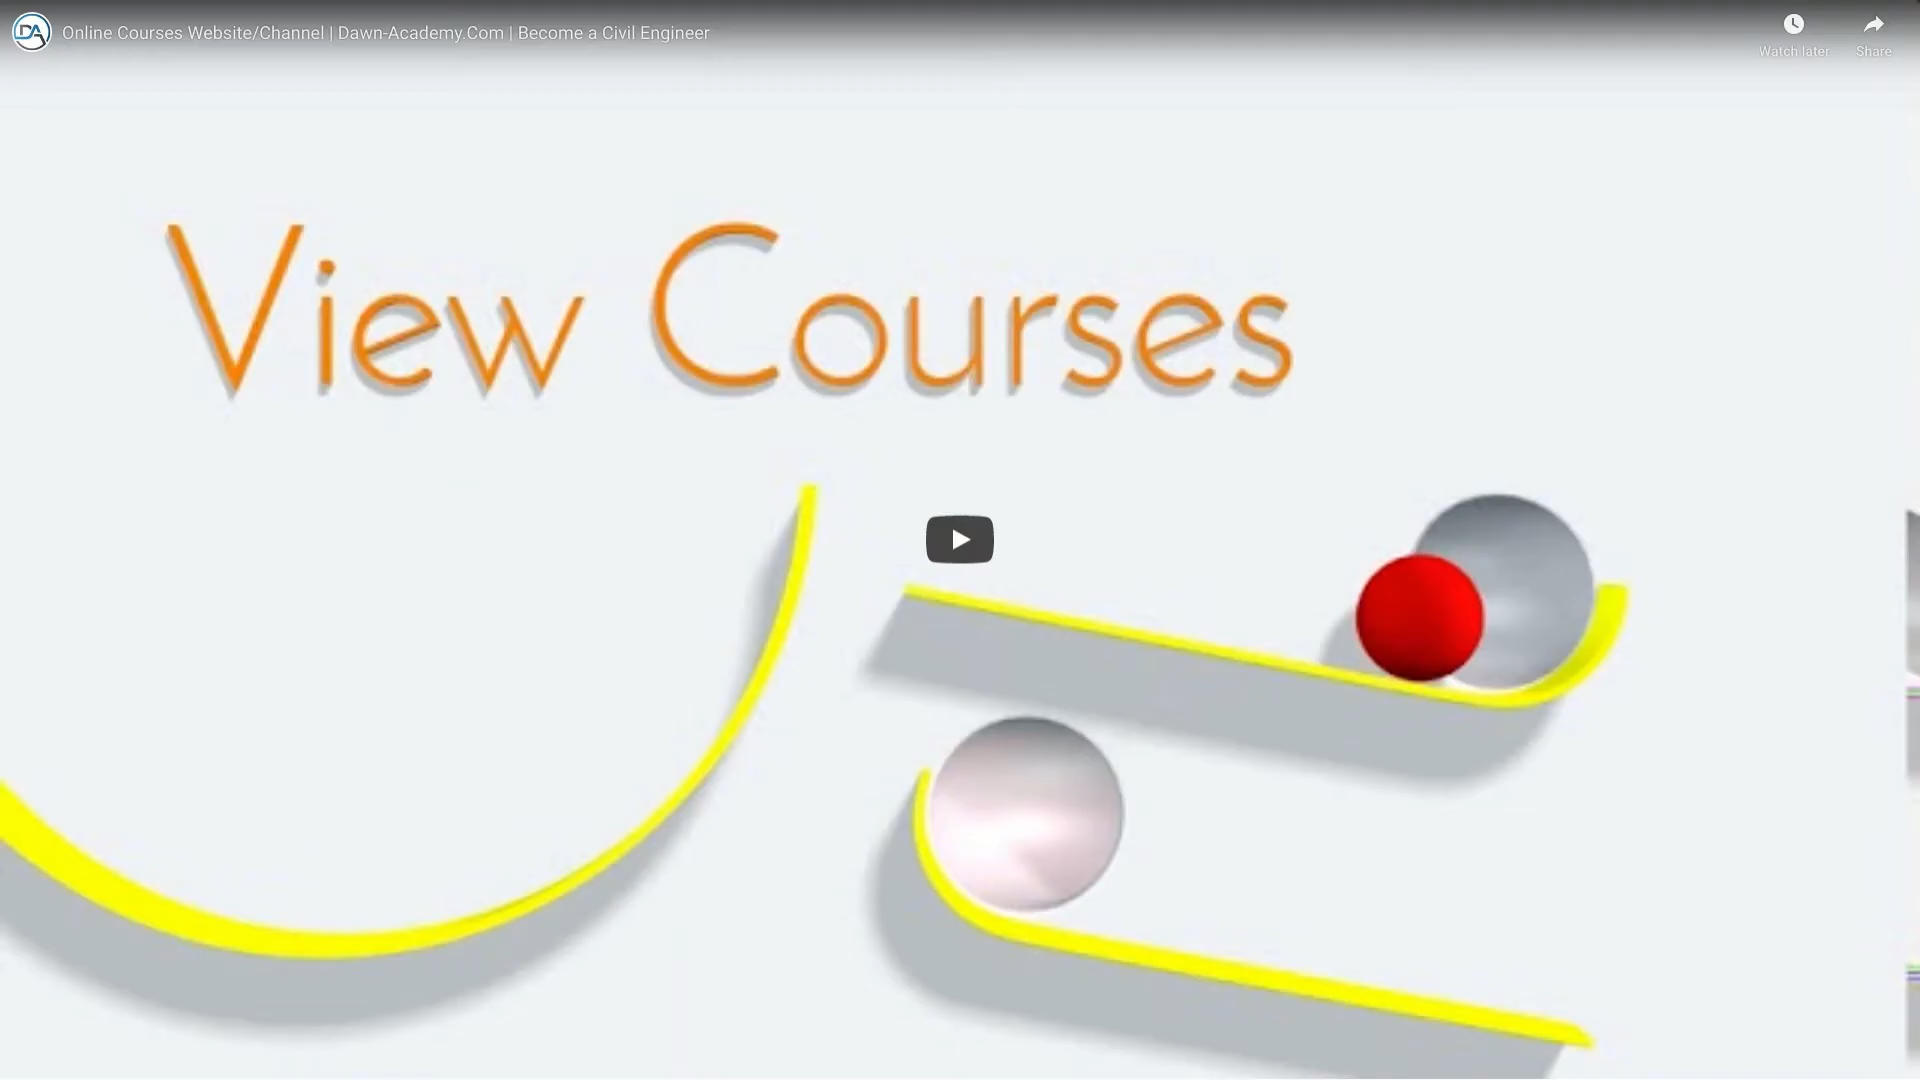 DA
Online Courses Website/Channel | Dawn-Academy.Com | Become a Civil Engineer
Watch later
Share
View Courses